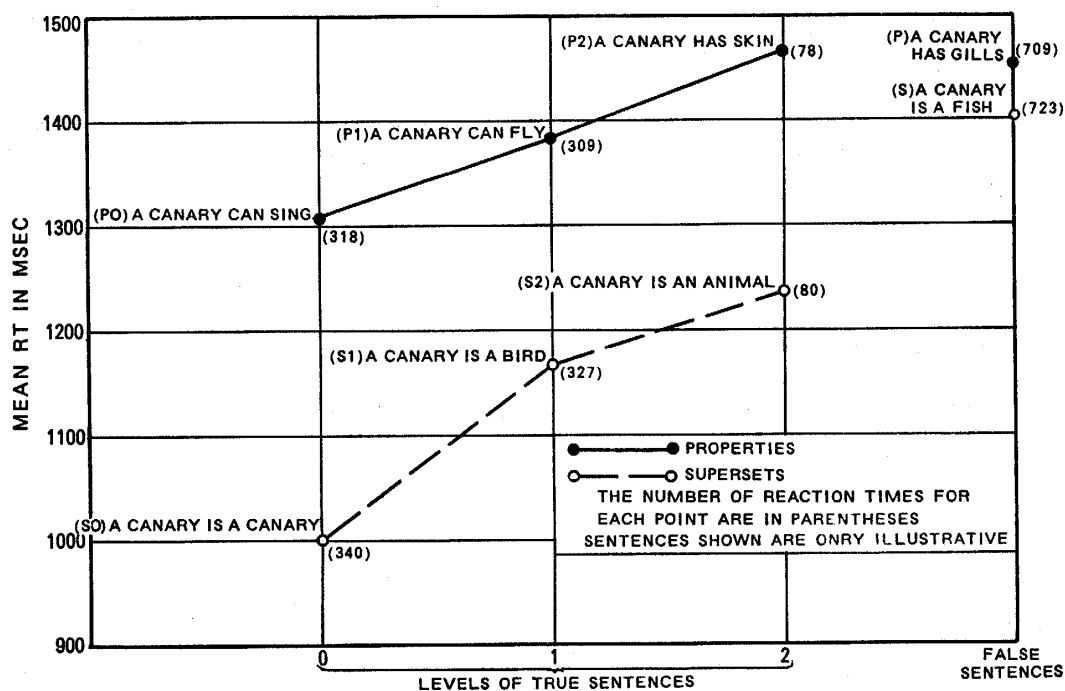 1500
(P2) A CANARY HAS SKIN
(78)
(P) A CANARY
HAS GILLS
(709)
(S) A CANARY
IS A FISH
(723)
1400
(P1) A CANARY CAN FLY
(309)
(PO) A CANARY CAN SING
1300
(318)
(S2) A CANARY IS AN ANIMAL
(80)
1200
(S1) A CANARY IS A BIRD
(327)
1100
PROPERTIES
SUPERSETS
THE NUMBER OF REACTION TIMES FOR
EACH POINT ARE IN PARENTHESES
SENTENCES SHOWN ARE ONRY ILLUSTRATIVE
(SO) A CANARY IS A CANARY
1000
(340)
900
MEAN RT IN MSEC
0
1
2
LEVELS OF TRUE SENTENCES
FALSE
SENTENCES